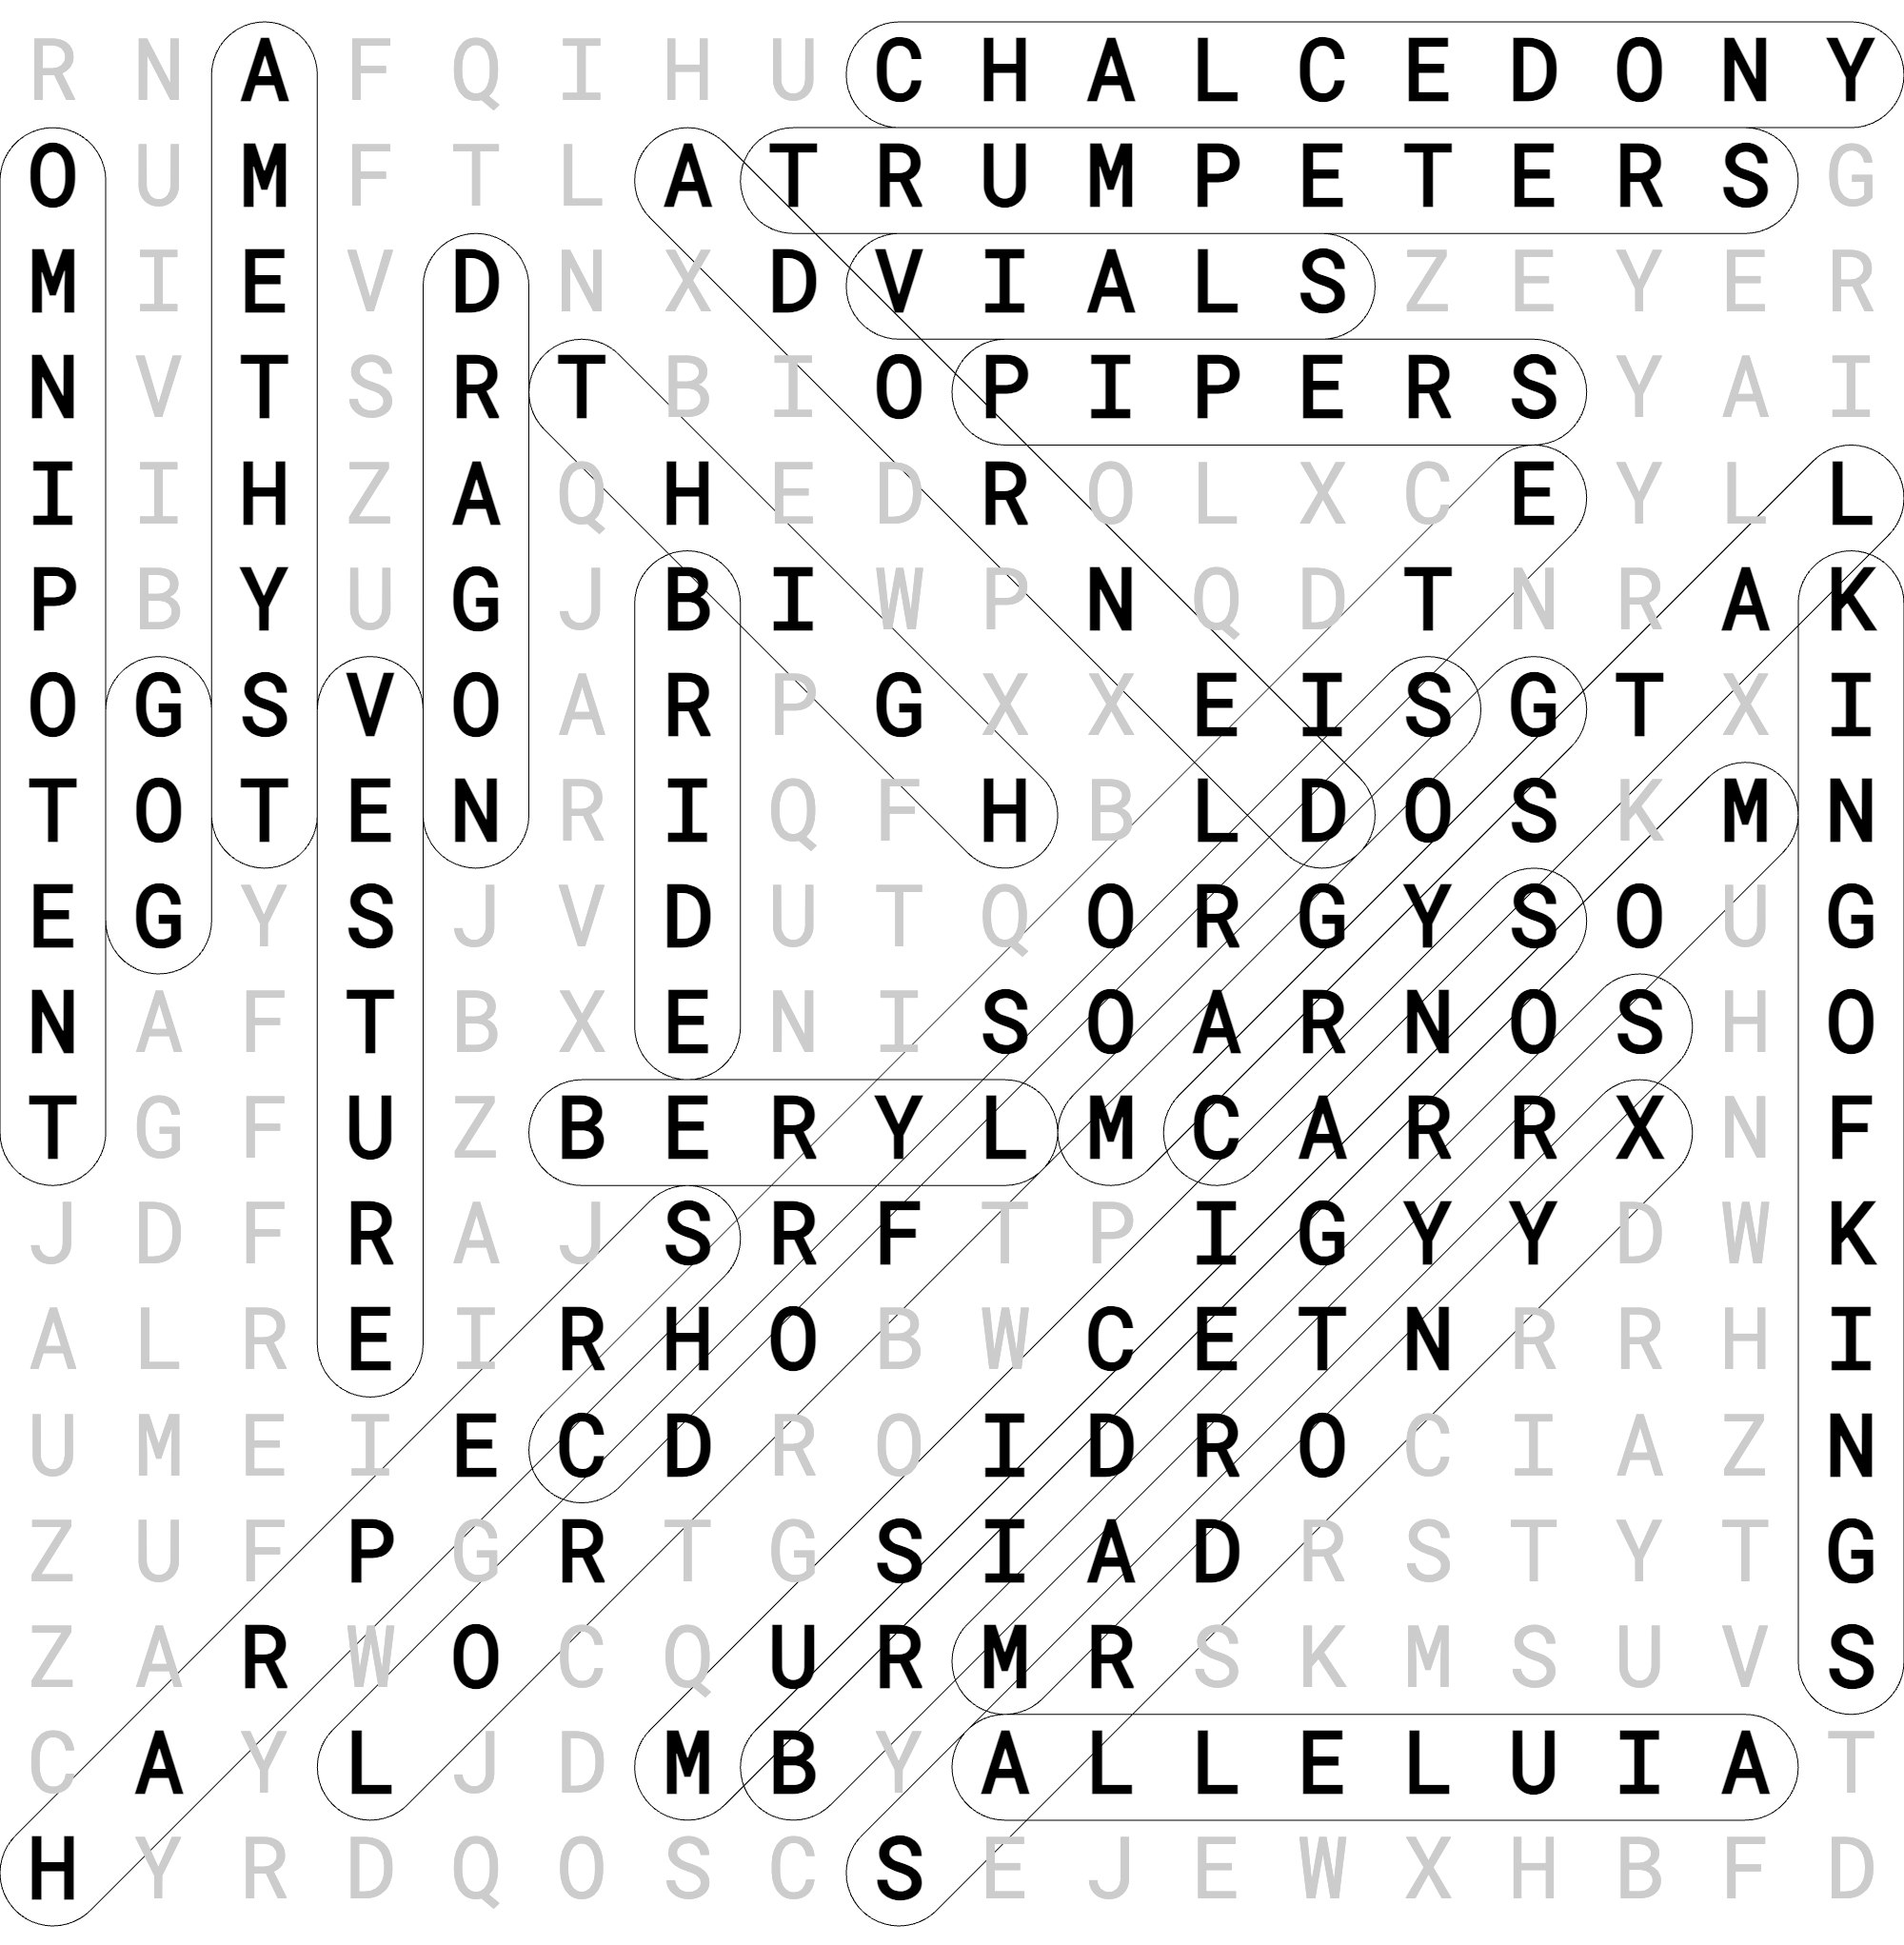 R N A F Q I H U C H A L C E D O N Y
O U M F T L A T R U M P E T E R S G
M I E V D N X D V I A L S Z E Y E R
N V T S R T B I O P I P E R S Y A I
I I H Z A Q H E D R O L X C E Y L L
P B Y U G J B I W P N Q D T N R A K
O G S V O A R P G X X E I S G T X I
T O T E N R I Q F H B L D O S K M N
E G Y S J V D U T Q O R G Y S O U G
N A F T B X E N I S O A R N O S H O
T G F U Z B E R Y L M C A R R X N F
J D F R A J S R F T P I G Y Y D W K
A L R E I R H O B W C E T N R R H I
U M E I E C D R O I D R O C I A Z N
Z U F P G R T G S I A D R S T Y T G
Z A R W O C Q U R M R S K M S U V S
C A Y L J D M B Y A L L E L U I A T
H Y R D Q O S C S E J E W X H B F D